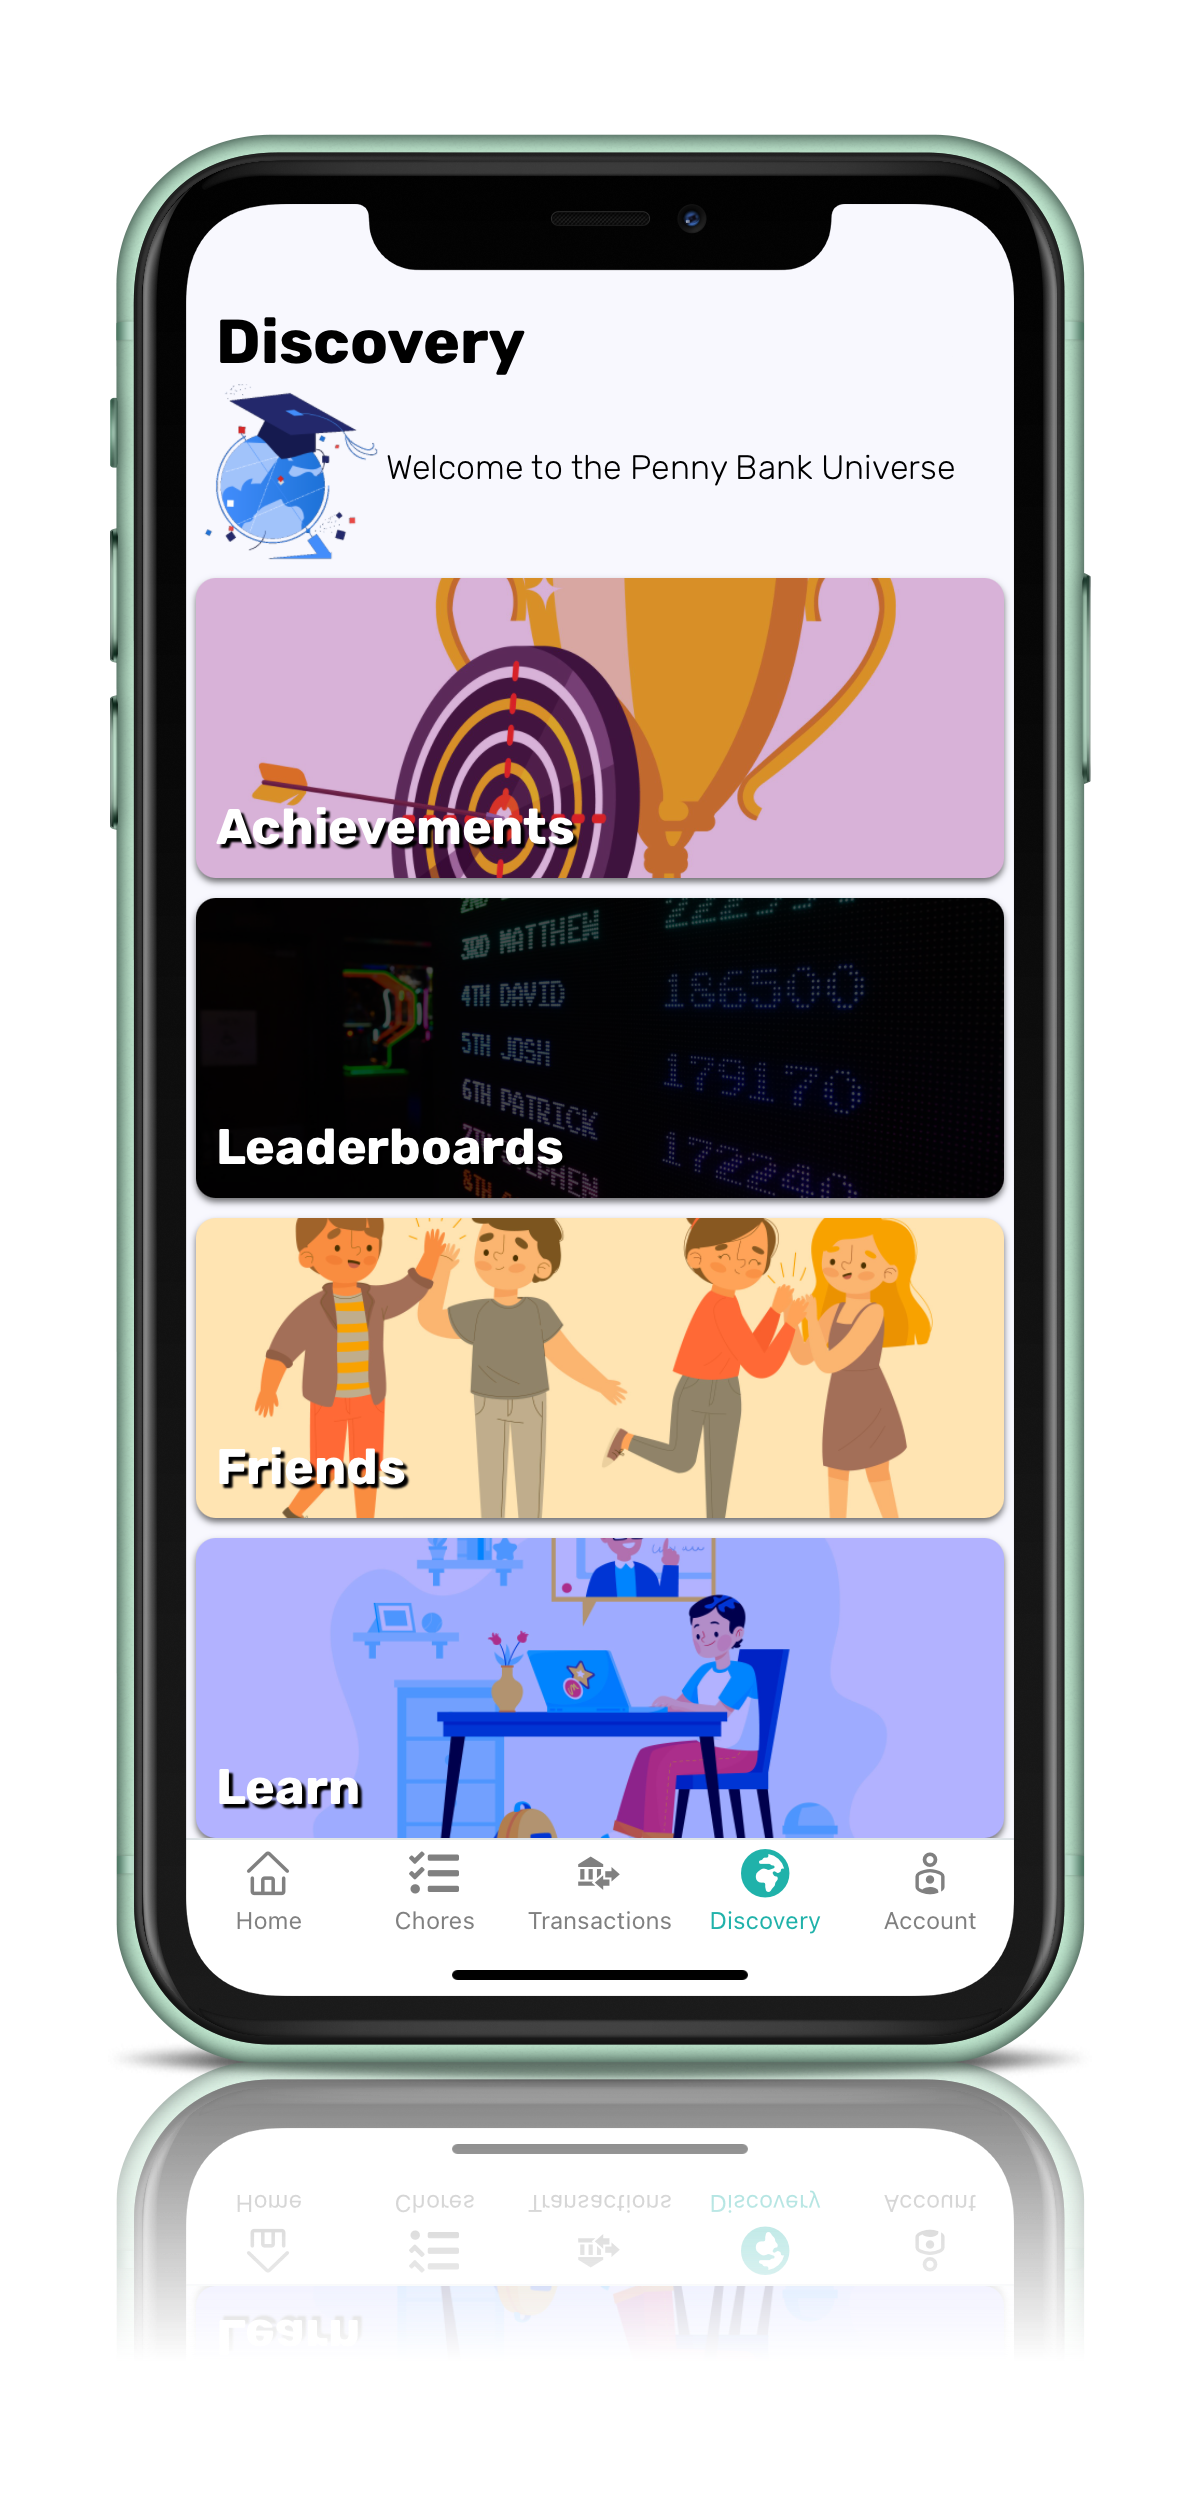 Discovery
Welcome to the Penny Bank Universe
Achievements
3RD MATTHEW
4TH DAVID 186500
5TH JOSH 179170
6TH PATRICK 172240
Leaderboards
Friends
Learn
Home Chores Transactions Discovery Account